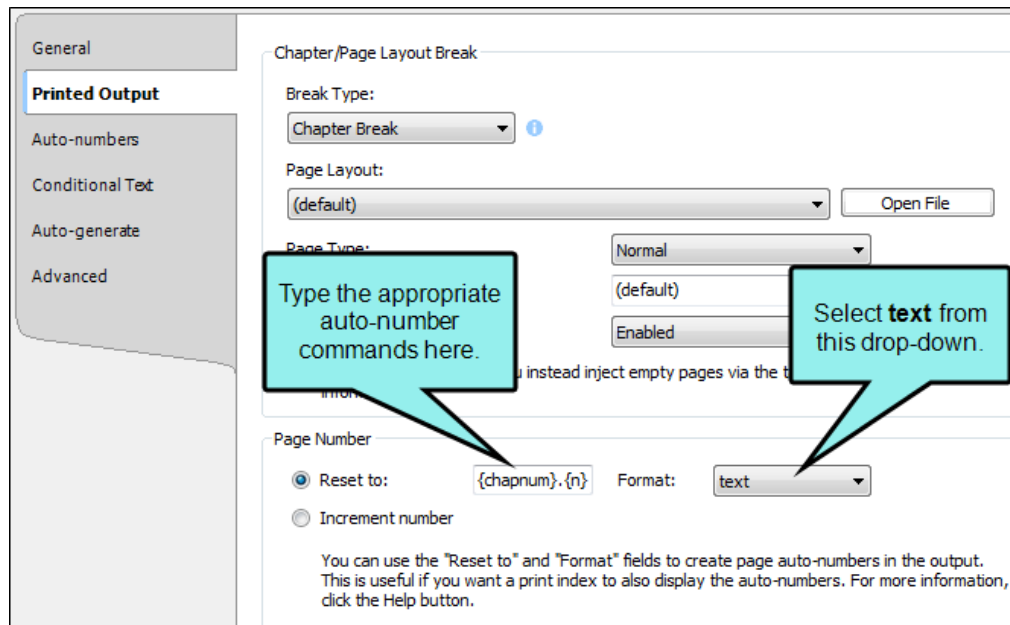 General
Printed Output
Auto-numbers
Conditional Text
Auto-generate
Advanced
Chapter/Page Layout Break
Break Type:
Chapter Break
Page Layout:
(default)
Open File
Page Type:
Normal
(default)
Enabled
Type the appropriate
auto-number
commands here.
Select text from
this drop-down.
instead inject empty pages via the
Page Number
Reset to:
{chapnum}.{n}
Format:
text
Increment number
You can use the "Reset to" and "Format" fields to create page auto-numbers in the output.
This is useful if you want a print index to also display the auto-numbers. For more information,
click the Help button.